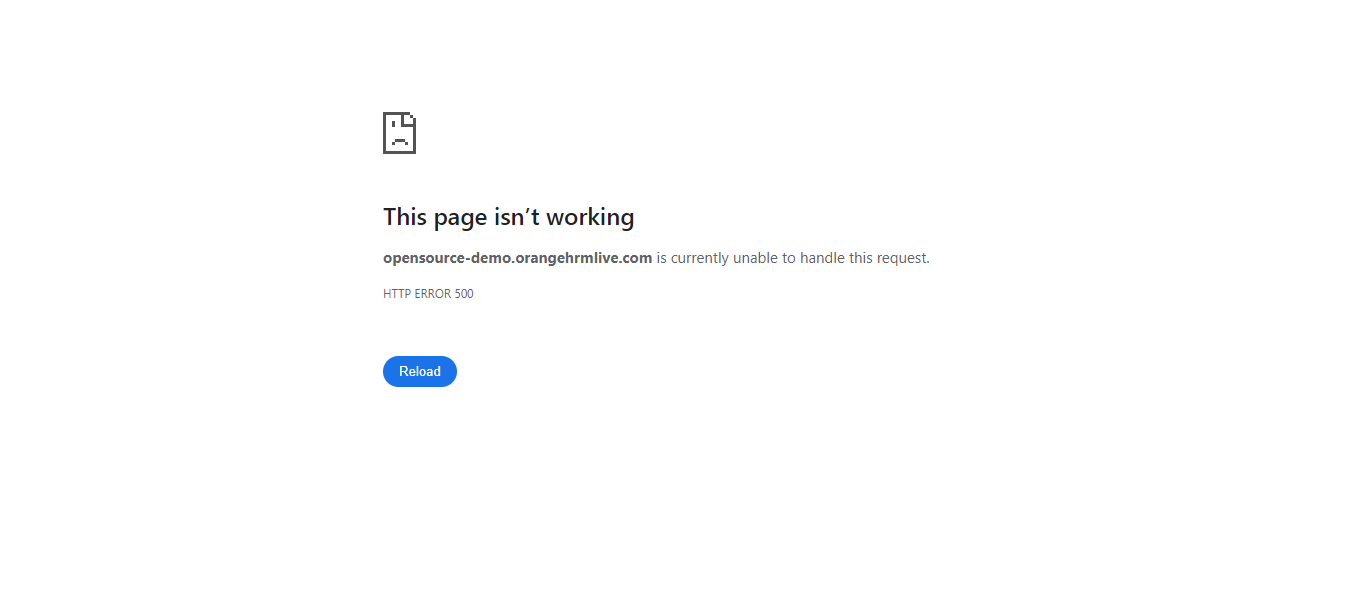 This page isn’t working
opensource-demo.orangehrmlive.com is currently unable to handle this request.
HTTP ERROR 500
Reload